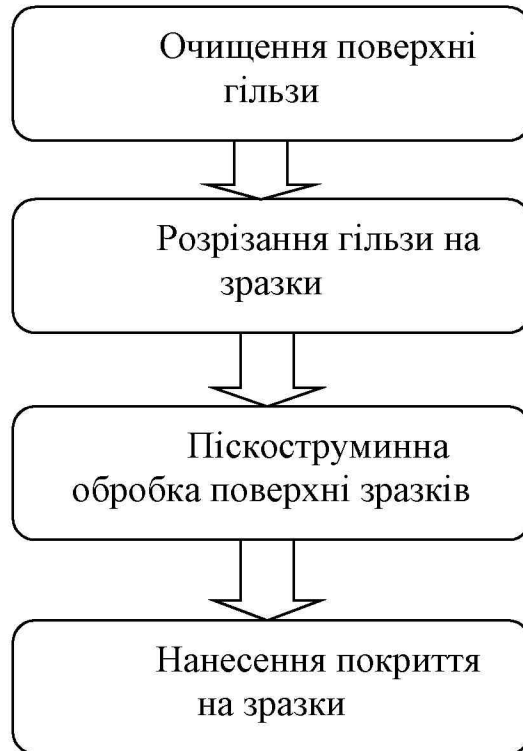 Очищення поверхні
гільзи
Розрізання гільзи на
зразки
Піскоструминна
обробка поверхні зразків
Нанесення покриття
на зразки